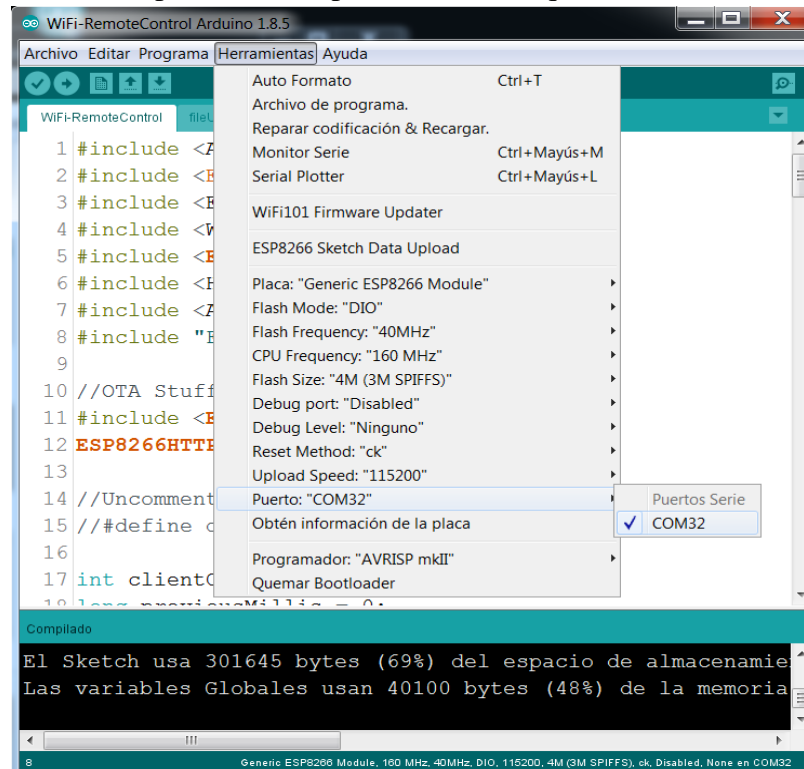 WiFi-RemoteControl Arduino 1.8.5
Archivo Editar Programa Herramientas Ayuda
WiFi-RemoteControl
Auto Formato Ctrl+T
Archivo de programa.
Reparar codificación & Recargar.
Monitor Serie Ctrl+Mayús+M
Serial Plotter Ctrl+Mayús+L
WiFi101 Firmware Updater
ESP8266 Sketch Data Upload
Placa: "Generic ESP8266 Module"
Flash Mode: "DIO"
Flash Frequency: "40MHz"
CPU Frequency: "160 MHz"
Flash Size: "4M (3M SPIFFS)"
Debug port: "Disabled"
Debug Level: "Ninguno"
Reset Method: "ck"
Upload Speed: "115200"
Puerto: "COM32"
Obtén información de la placa
Programador: "AVRISP mkII"
Quemar Bootloader
Puertos Serie
COM32
1 #include <
2 #include <
3 #include <
4 #include <
5 #include <
6 #include <
7 #include <
8 #include "
9
10 //OTA Stuff
11 #include <
12 ESP8266HTTP
13
14 //Uncomment
15 //#define
16
17 int clientC
18 long previousMillis = 0;
Compilado
El Sketch usa 301645 bytes (69%) del espacio de almacenamie
Las variables Globales usan 40100 bytes (48%) de la memoria
8 Generic ESP8266 Module, 160 MHz, 40MHz, DIO, 115200, 4M (3M SPIFFS), ck, Disabled, None en COM32